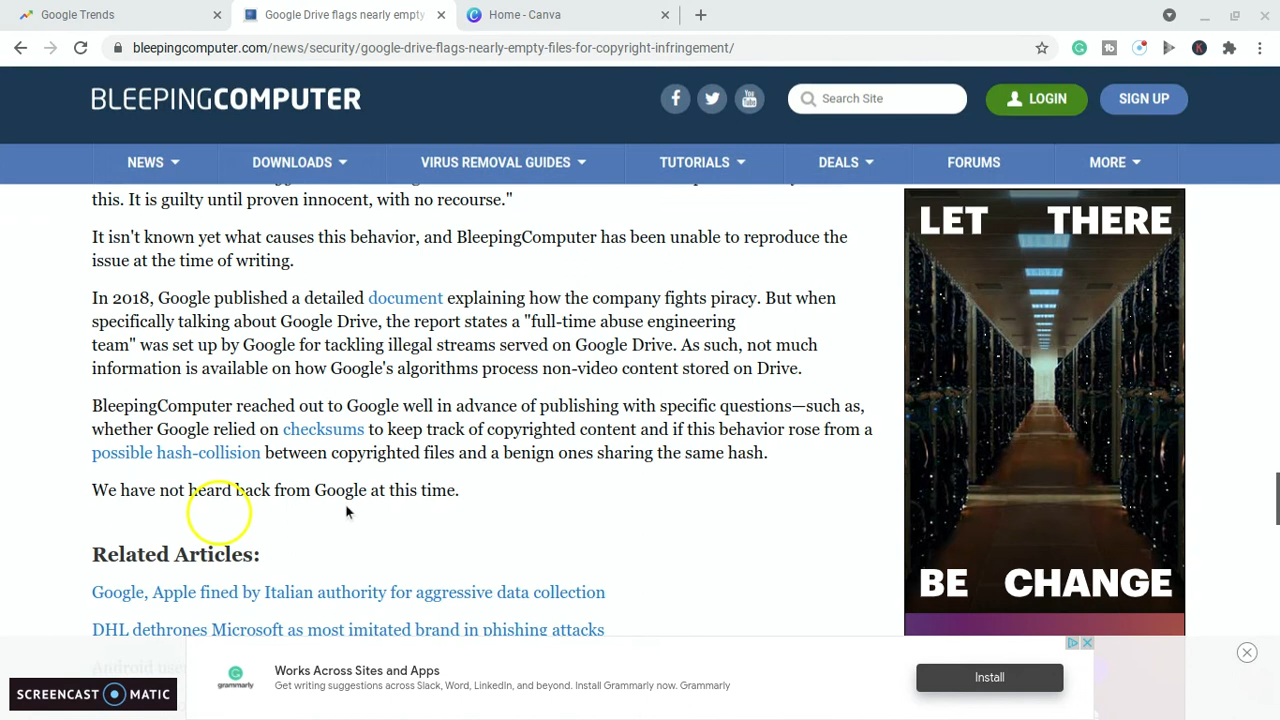 Google Trends
Google Drive flags nearly empty
Home - Canva
bleepingcomputer.com/news/security/google-drive-flags-nearly-empty-files-for-copyright-infringement/
BLEEPINGCOMPUTER
Search Site
LOGIN
SIGN UP
NEWS
DOWNLOADS
VIRUS REMOVAL GUIDES
TUTORIALS
DEALS
FORUMS
MORE
this. It is guilty until proven innocent, with no recourse."
It isn't known yet what causes this behavior, and BleepingComputer has been unable to reproduce the
issue at the time of writing.
In 2018, Google published a detailed document explaining how the company fights piracy. But when
specifically talking about Google Drive, the report states a "full-time abuse engineering
team" was set up by Google for tackling illegal streams served on Google Drive. As such, not much
information is available on how Google's algorithms process non-video content stored on Drive.
BleepingComputer reached out to Google well in advance of publishing with specific questions—such as,
whether Google relied on checksums to keep track of copyrighted content and if this behavior rose from a
possible hash-collision between copyrighted files and a benign ones sharing the same hash.
We have not heard back from Google at this time.
Related Articles:
Google, Apple fined by Italian authority for aggressive data collection
DHL dethrones Microsoft as most imitated brand in phishing attacks
LET THERE
BE CHANGE
grammarly
Works Across Sites and Apps
Get writing suggestions across Slack, Word, LinkedIn, and beyond. Install Grammarly now. Grammarly
Install
SCREENCAST MATIC